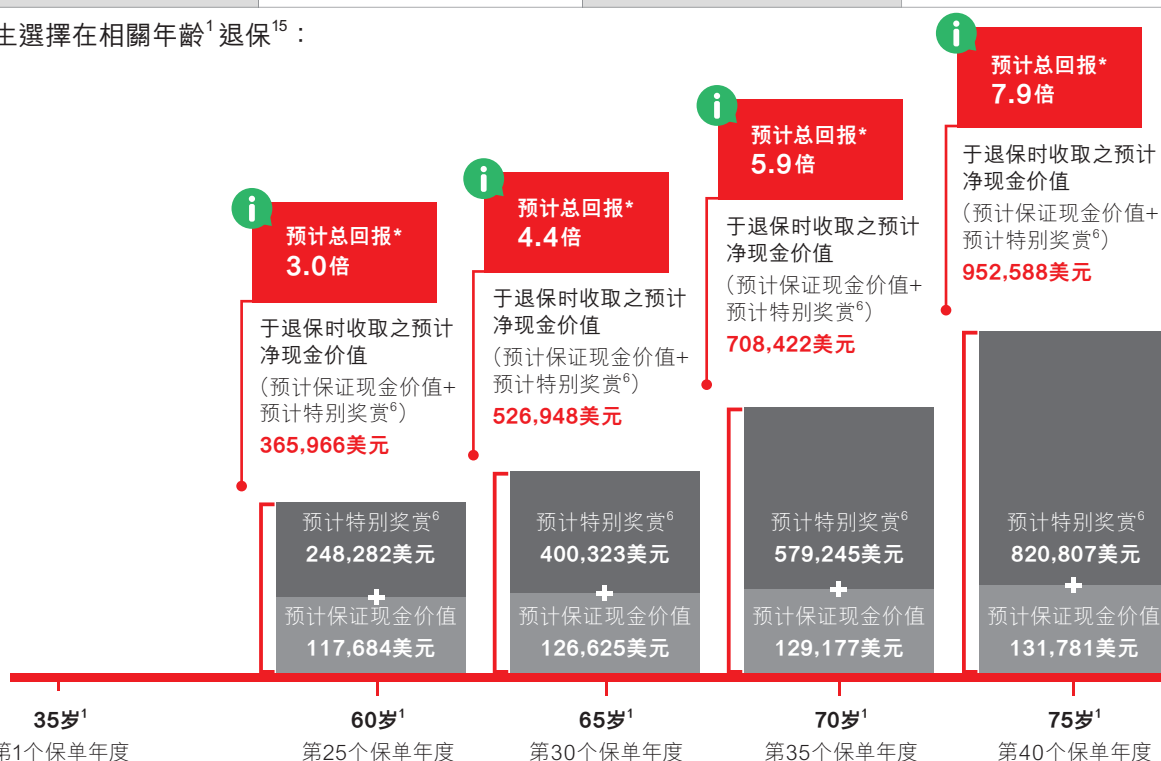 生選擇在相關年齡¹退保¹⁵：
预计总回报*
3.0倍
于退保时收取之预计
净现金价值
（预计保证现金价值+
预计特别奖赏⁶）
365,966美元
预计特别奖赏⁶
248,282美元
+
预计保证现金价值
117,684美元
预计总回报*
4.4倍
于退保时收取之预计
净现金价值
（预计保证现金价值+
预计特别奖赏⁶）
526,948美元
预计特别奖赏⁶
400,323美元
+
预计保证现金价值
126,625美元
预计总回报*
5.9倍
于退保时收取之预计
净现金价值
（预计保证现金价值+
预计特别奖赏⁶）
708,422美元
预计特别奖赏⁶
579,245美元
+
预计保证现金价值
129,177美元
预计总回报*
7.9倍
于退保时收取之预计
净现金价值
（预计保证现金价值+
预计特别奖赏⁶）
952,588美元
预计特别奖赏⁶
820,807美元
+
预计保证现金价值
131,781美元
35岁¹
第1个保单年度
60岁¹
第25个保单年度
65岁¹
第30个保单年度
70岁¹
第35个保单年度
75岁¹
第40个保单年度